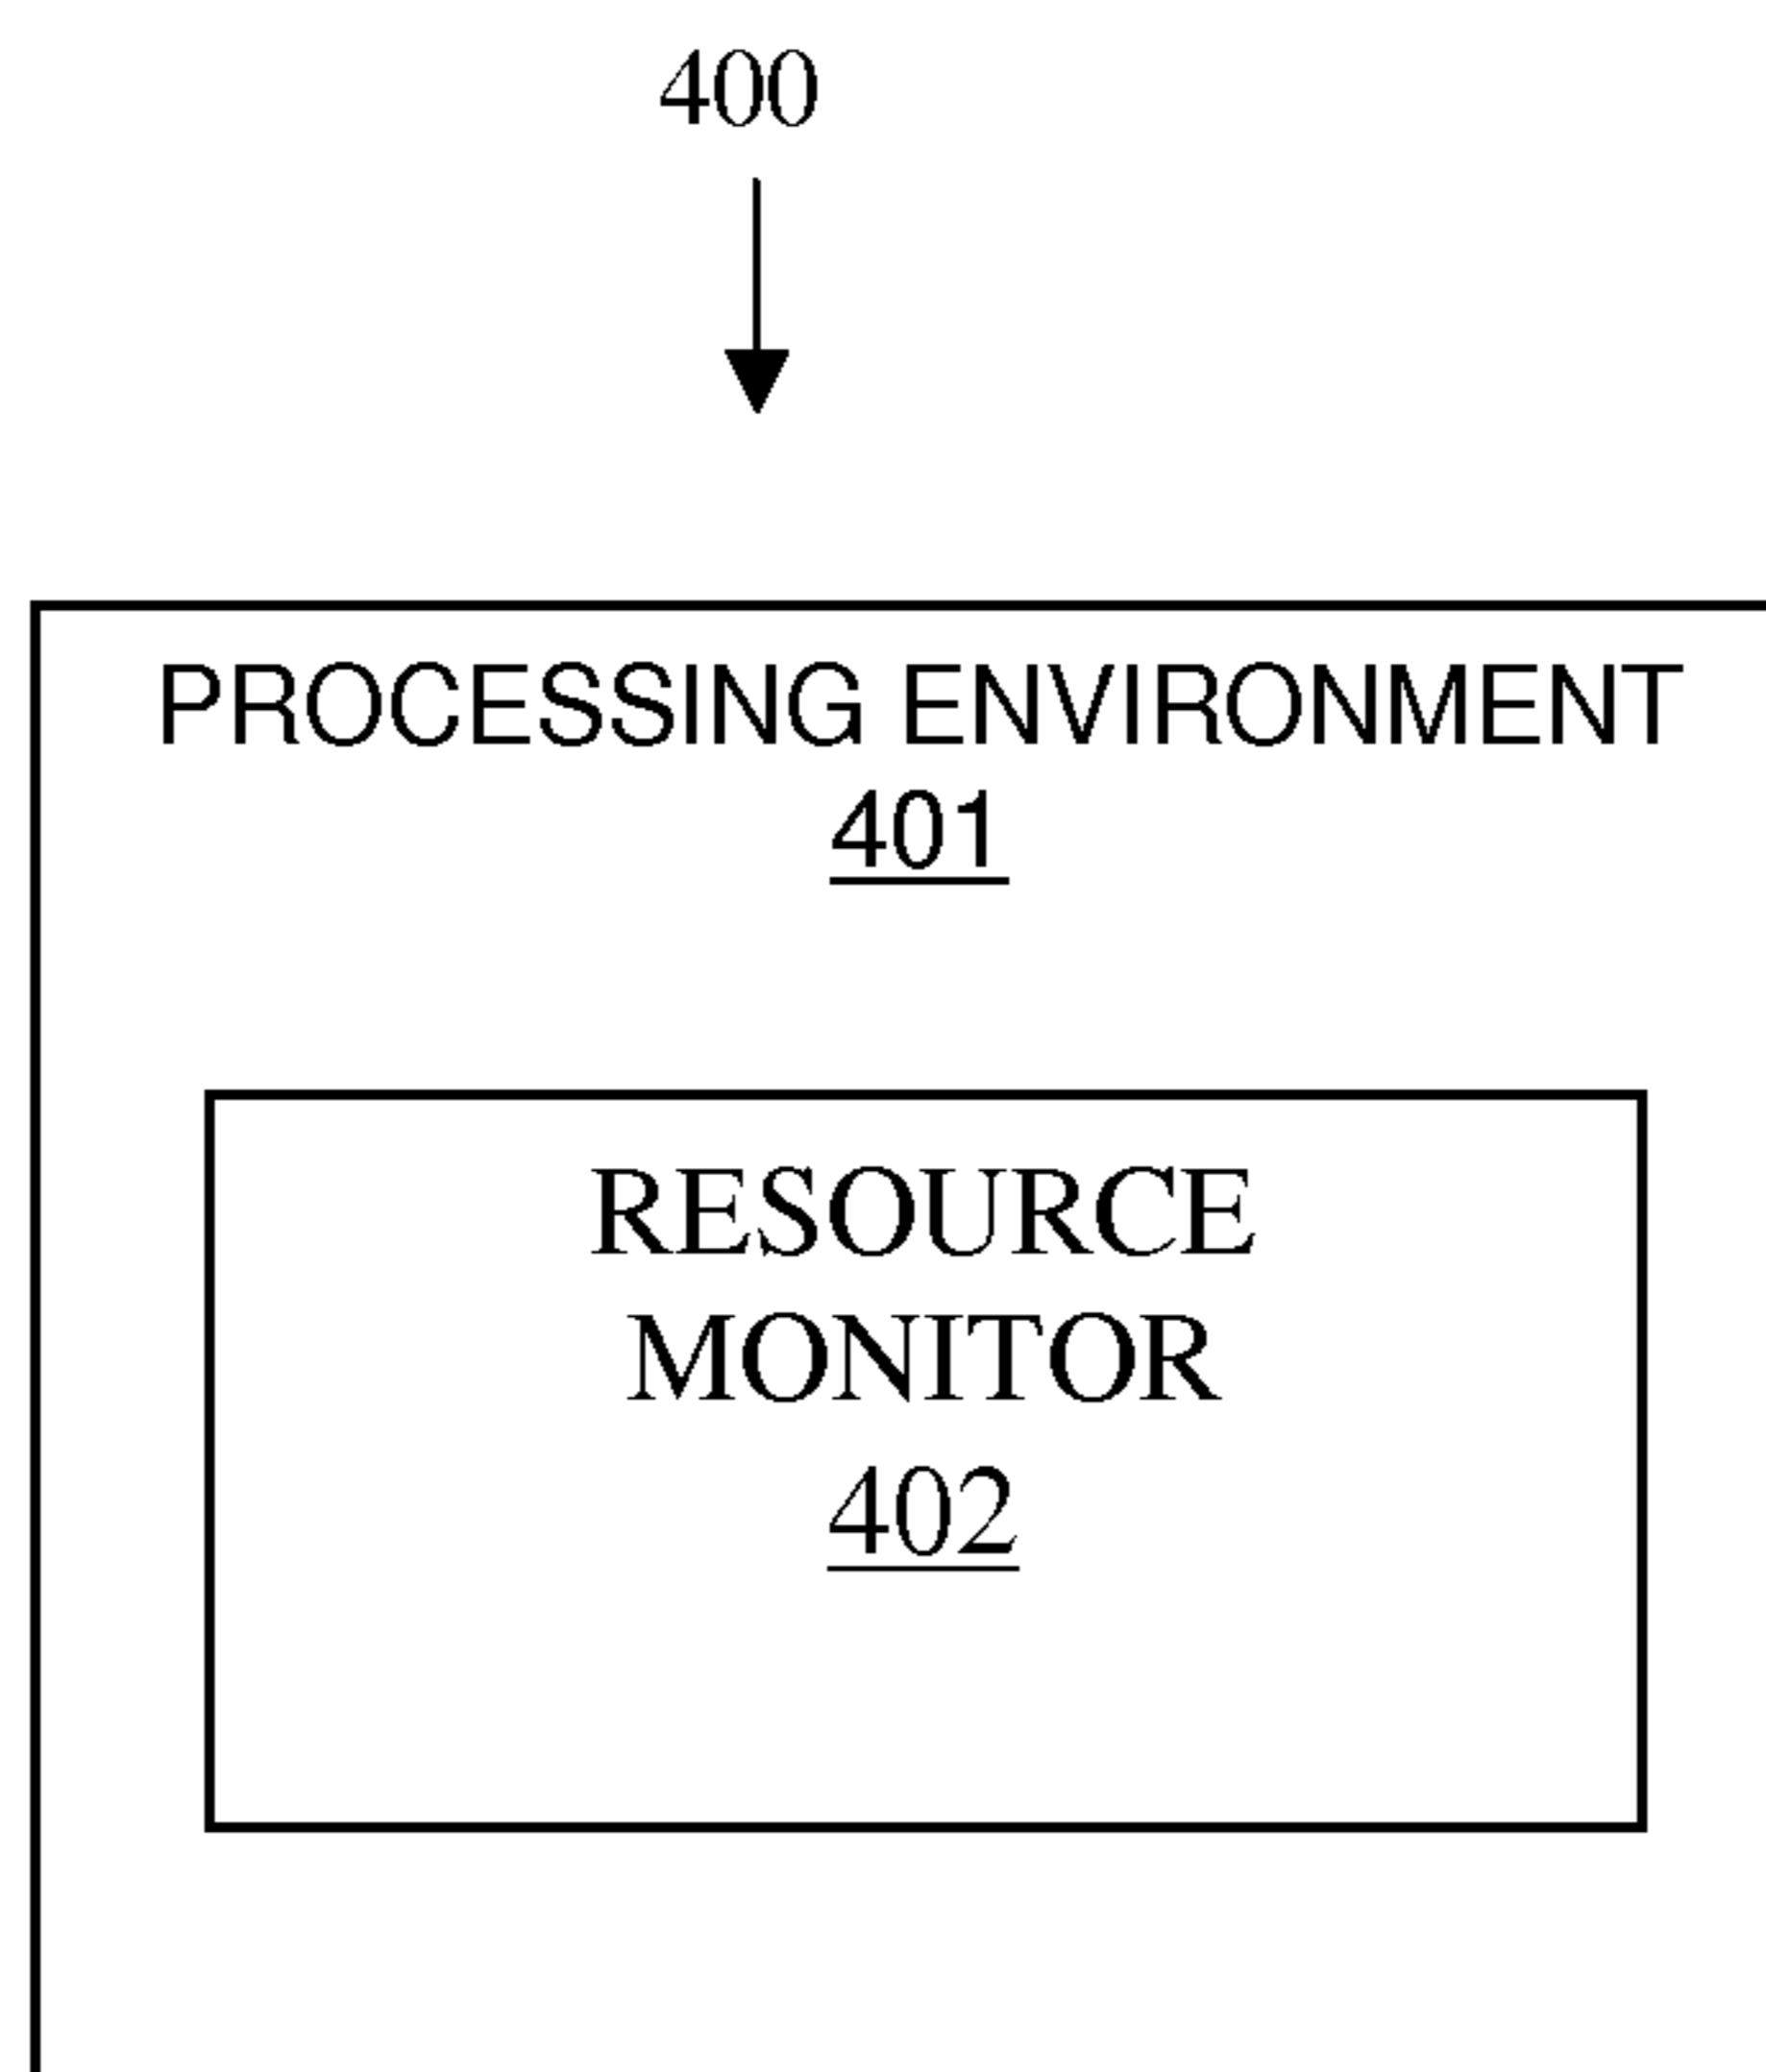 400
PROCESSING ENVIRONMENT
401
RESOURCE
MONITOR
402